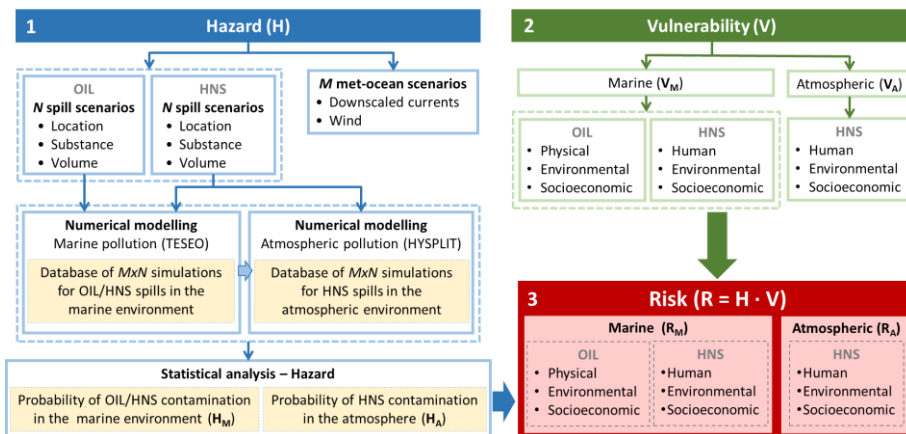 1 Hazard (H)
OIL
N spill scenarios
• Location
• Substance
• Volume
HNS
N spill scenarios
• Location
• Substance
• Volume
M met-ocean scenarios
• Downscaled currents
• Wind
Numerical modelling
Marine pollution (TESEO)
Database of MxN simulations
for OIL/HNS spills in the
marine environment
Numerical modelling
Atmospheric pollution (HYSPLIT)
Database of MxN simulations
for HNS spills in the
atmospheric environment
Statistical analysis – Hazard
Probability of OIL/HNS contamination
in the marine environment (HM)
Probability of HNS contamination
in the atmosphere (HA)
2 Vulnerability (V)
Marine (VM)
OIL
• Physical
• Environmental
• Socioeconomic
HNS
• Human
• Environmental
• Socioeconomic
Atmospheric (VA)
HNS
• Human
• Environmental
• Socioeconomic
3 Risk (R = H · V)
Marine (RM)
OIL
• Physical
• Environmental
• Socioeconomic
HNS
•Human
•Environmental
•Socioeconomic
Atmospheric (RA)
HNS
•Human
•Environmental
•Socioeconomic